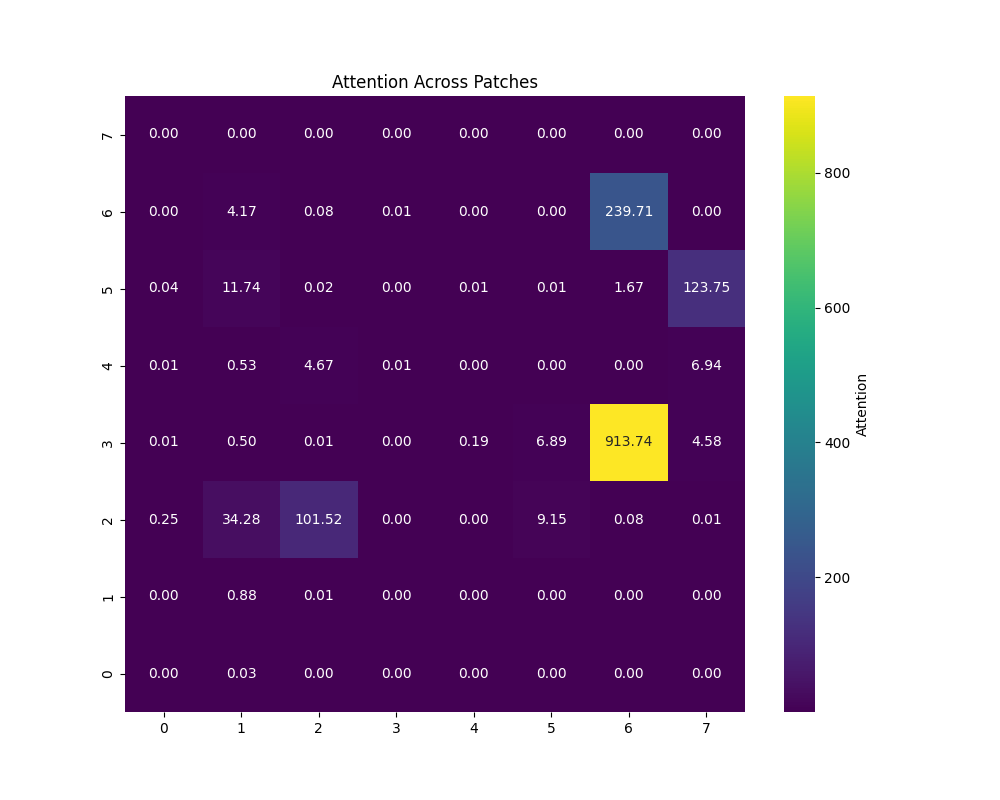 Attention Across Patches
7 0.00 0.00 0.00 0.00 0.00 0.00 0.00 0.00
800
6 0.00 4.17 0.08 0.01 0.00 0.00 239.71 0.00
5 0.04 11.74 0.02 0.00 0.01 0.01 1.67 123.75
600
4 0.01 0.53 4.67 0.01 0.00 0.00 0.00 6.94
Attention
3 0.01 0.50 0.01 0.00 0.19 6.89 913.74 4.58
400
2 0.25 34.28 101.52 0.00 0.00 9.15 0.08 0.01
200
1 0.00 0.88 0.01 0.00 0.00 0.00 0.00 0.00
0 0.00 0.03 0.00 0.00 0.00 0.00 0.00 0.00
0 1 2 3 4 5 6 7